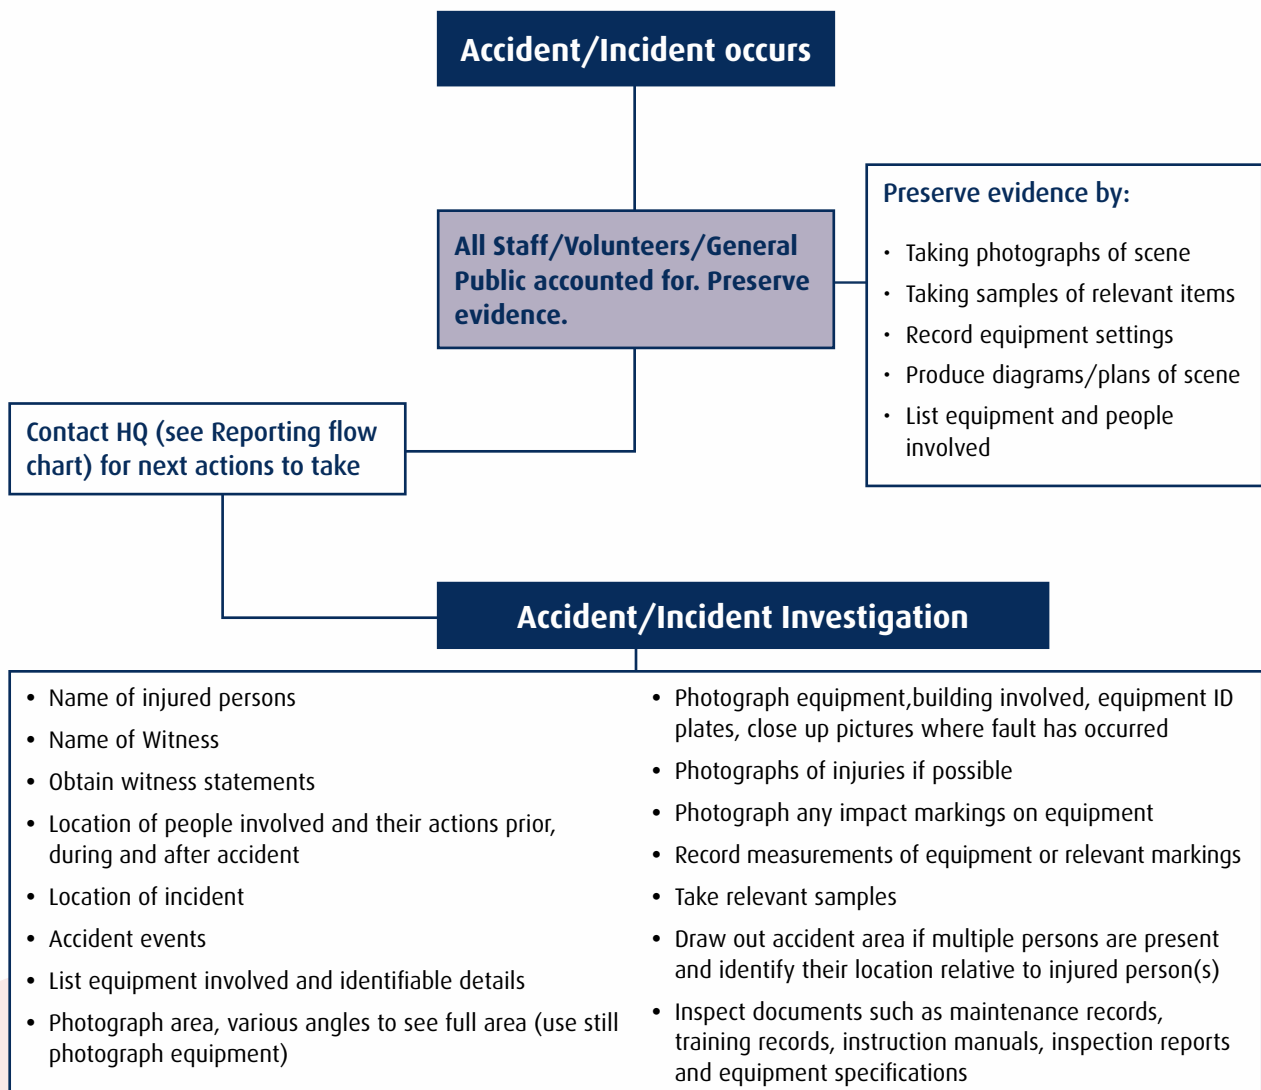 Accident/Incident occurs
All Staff/Volunteers/General
Public accounted for. Preserve
evidence.
Preserve evidence by:
• Taking photographs of scene
• Taking samples of relevant items
• Record equipment settings
• Produce diagrams/plans of scene
• List equipment and people
involved
Contact HQ (see Reporting flow
chart) for next actions to take
Accident/Incident Investigation
• Name of injured persons
• Name of Witness
• Obtain witness statements
• Location of people involved and their actions prior,
during and after accident
• Location of incident
• Accident events
• List equipment involved and identifiable details
• Photograph area, various angles to see full area (use still
photograph equipment)
• Photograph equipment,building involved, equipment ID
plates, close up pictures where fault has occurred
• Photographs of injuries if possible
• Photograph any impact markings on equipment
• Record measurements of equipment or relevant markings
• Take relevant samples
• Draw out accident area if multiple persons are present
and identify their location relative to injured person(s)
• Inspect documents such as maintenance records,
training records, instruction manuals, inspection reports
and equipment specifications